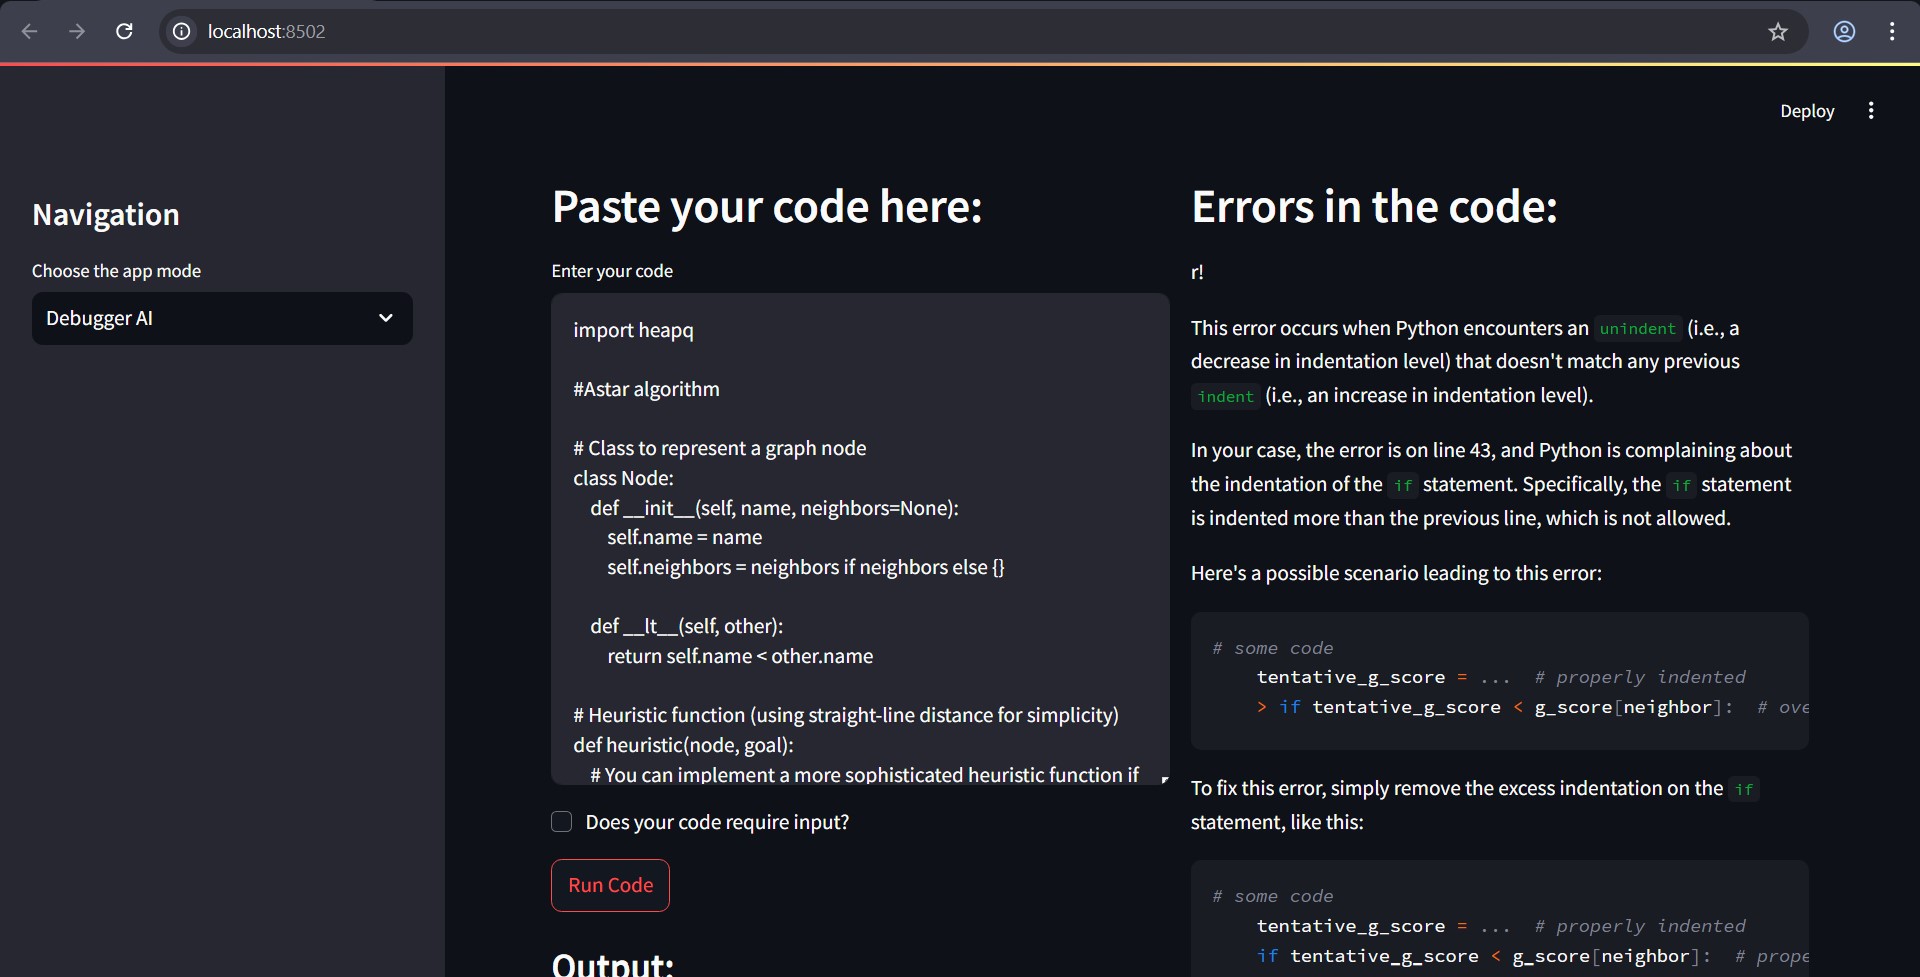 localhost:8502
Deploy
Navigation
Choose the app mode
Debugger AI
Paste your code here:
Enter your code
import heapq
#Astar algorithm
# Class to represent a graph node
class Node:
    def __init__(self, name, neighbors=None):
        self.name = name
        self.neighbors = neighbors if neighbors else {}
    def __lt__(self, other):
        return self.name < other.name
# Heuristic function (using straight-line distance for simplicity)
def heuristic(node, goal):
    # You can implement a more sophisticated heuristic function if
Does your code require input?
Run Code
Output:
Errors in the code:
r!
This error occurs when Python encounters an unindent (i.e., a
decrease in indentation level) that doesn't match any previous
indent (i.e., an increase in indentation level).
In your case, the error is on line 43, and Python is complaining about
the indentation of the if statement. Specifically, the if statement
is indented more than the previous line, which is not allowed.
Here's a possible scenario leading to this error:
# some code
    tentative_g_score = ...  # properly indented
    > if tentative_g_score < g_score[neighbor]:  # ove
To fix this error, simply remove the excess indentation on the if
statement, like this:
# some code
    tentative_g_score = ...  # properly indented
    if tentative_g_score < g_score[neighbor]:  # prope